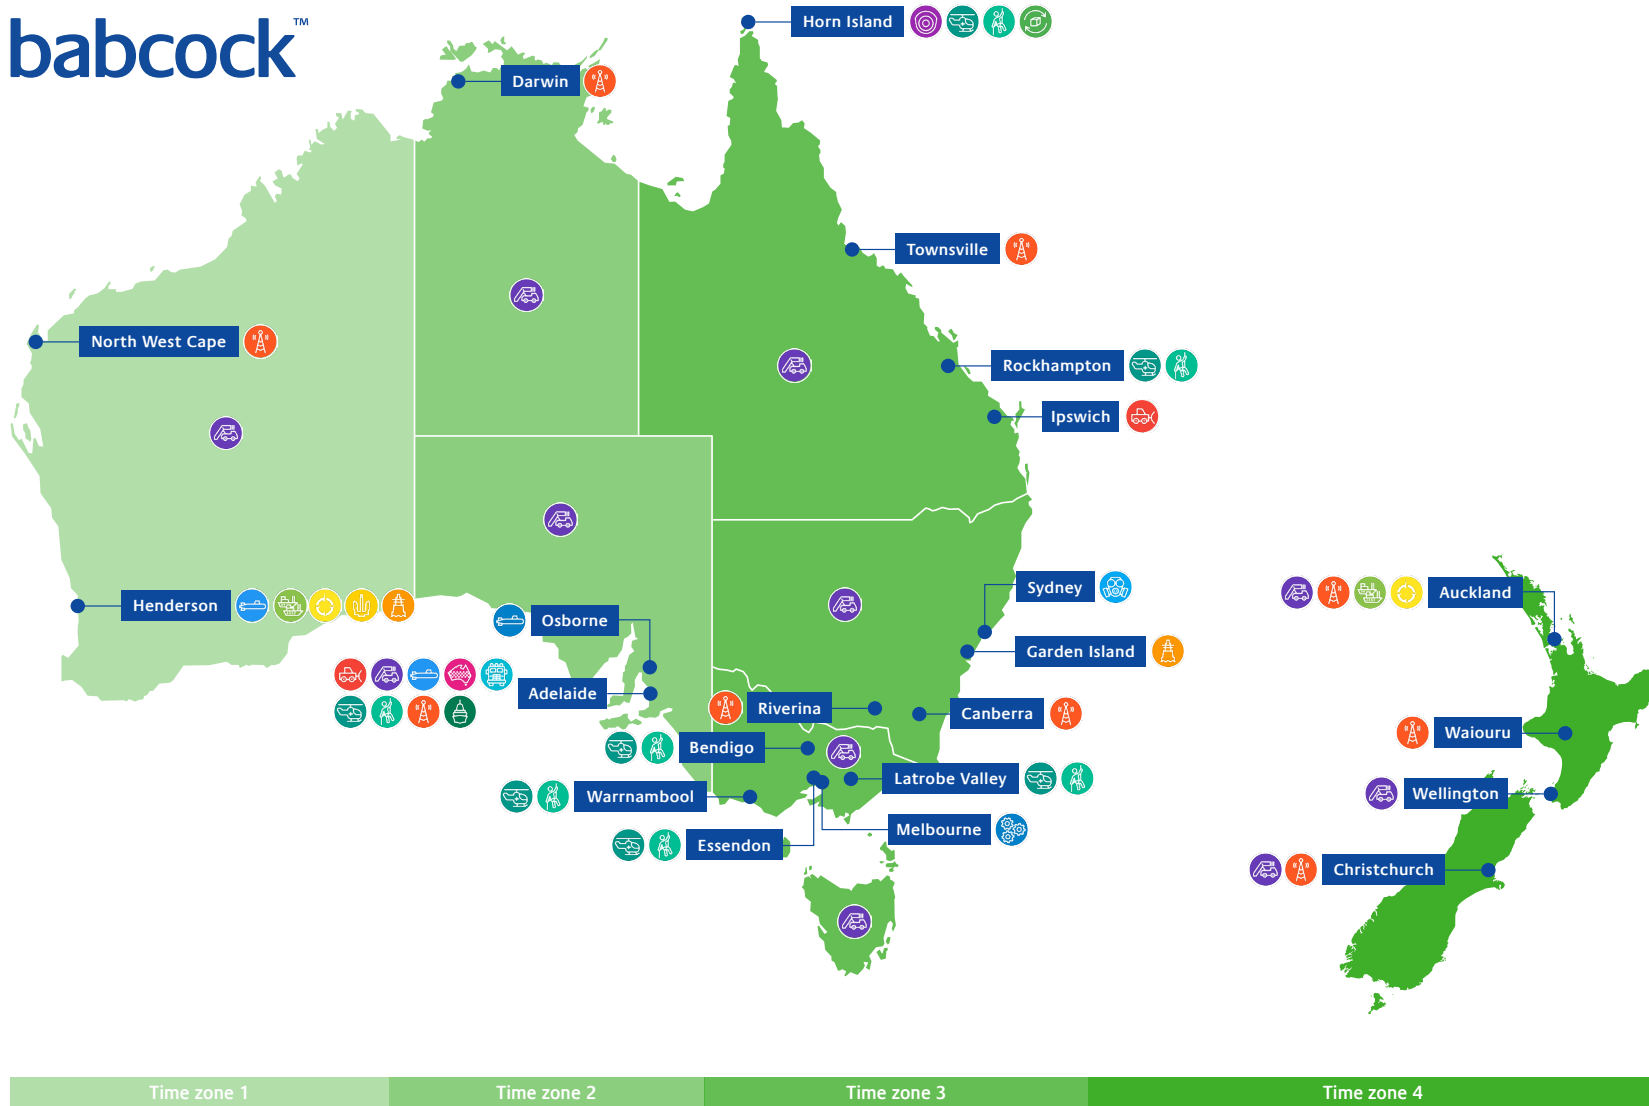 babcock™
Horn Island
Darwin
Townsville
North West Cape
Rockhampton
Ipswich
Sydney
Auckland
Henderson
Osborne
Garden Island
Adelaide
Riverina
Canberra
Waiouru
Bendigo
Latrobe Valley
Wellington
Warrnambool
Melbourne
Essendon
Christchurch
Time zone 1
Time zone 2
Time zone 3
Time zone 4